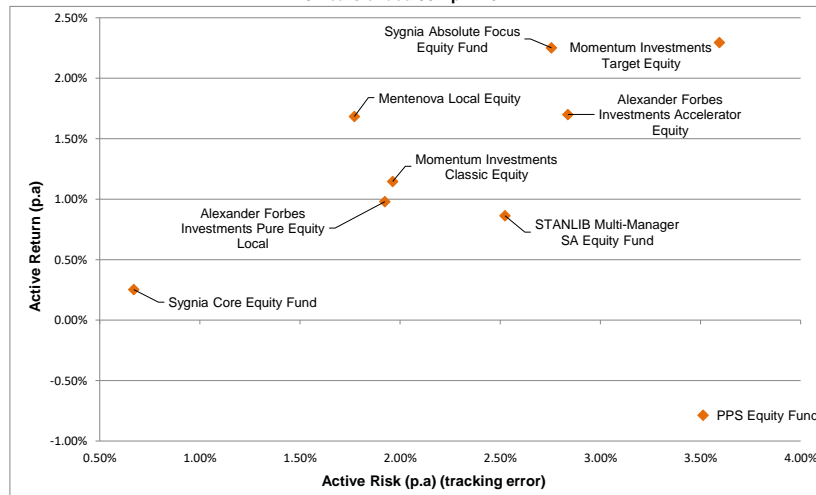 2.50%
2.00%
1.50%
1.00%
0.50%
0.00%
-0.50%
-1.00%
Active Return (p.a)
Sygnia Absolute Focus
Equity Fund
Momentum Investments
Target Equity
Mentenova Local Equity
Alexander Forbes
Investments Accelerator
Equity
Momentum Investments
Classic Equity
Alexander Forbes
Investments Pure Equity
Local
STANLIB Multi-Manager
SA Equity Fund
Sygnia Core Equity Fund
PPS Equity Fund
0.50%
1.00%
1.50%
2.00%
2.50%
3.00%
3.50%
4.00%
Active Risk (p.a) (tracking error)